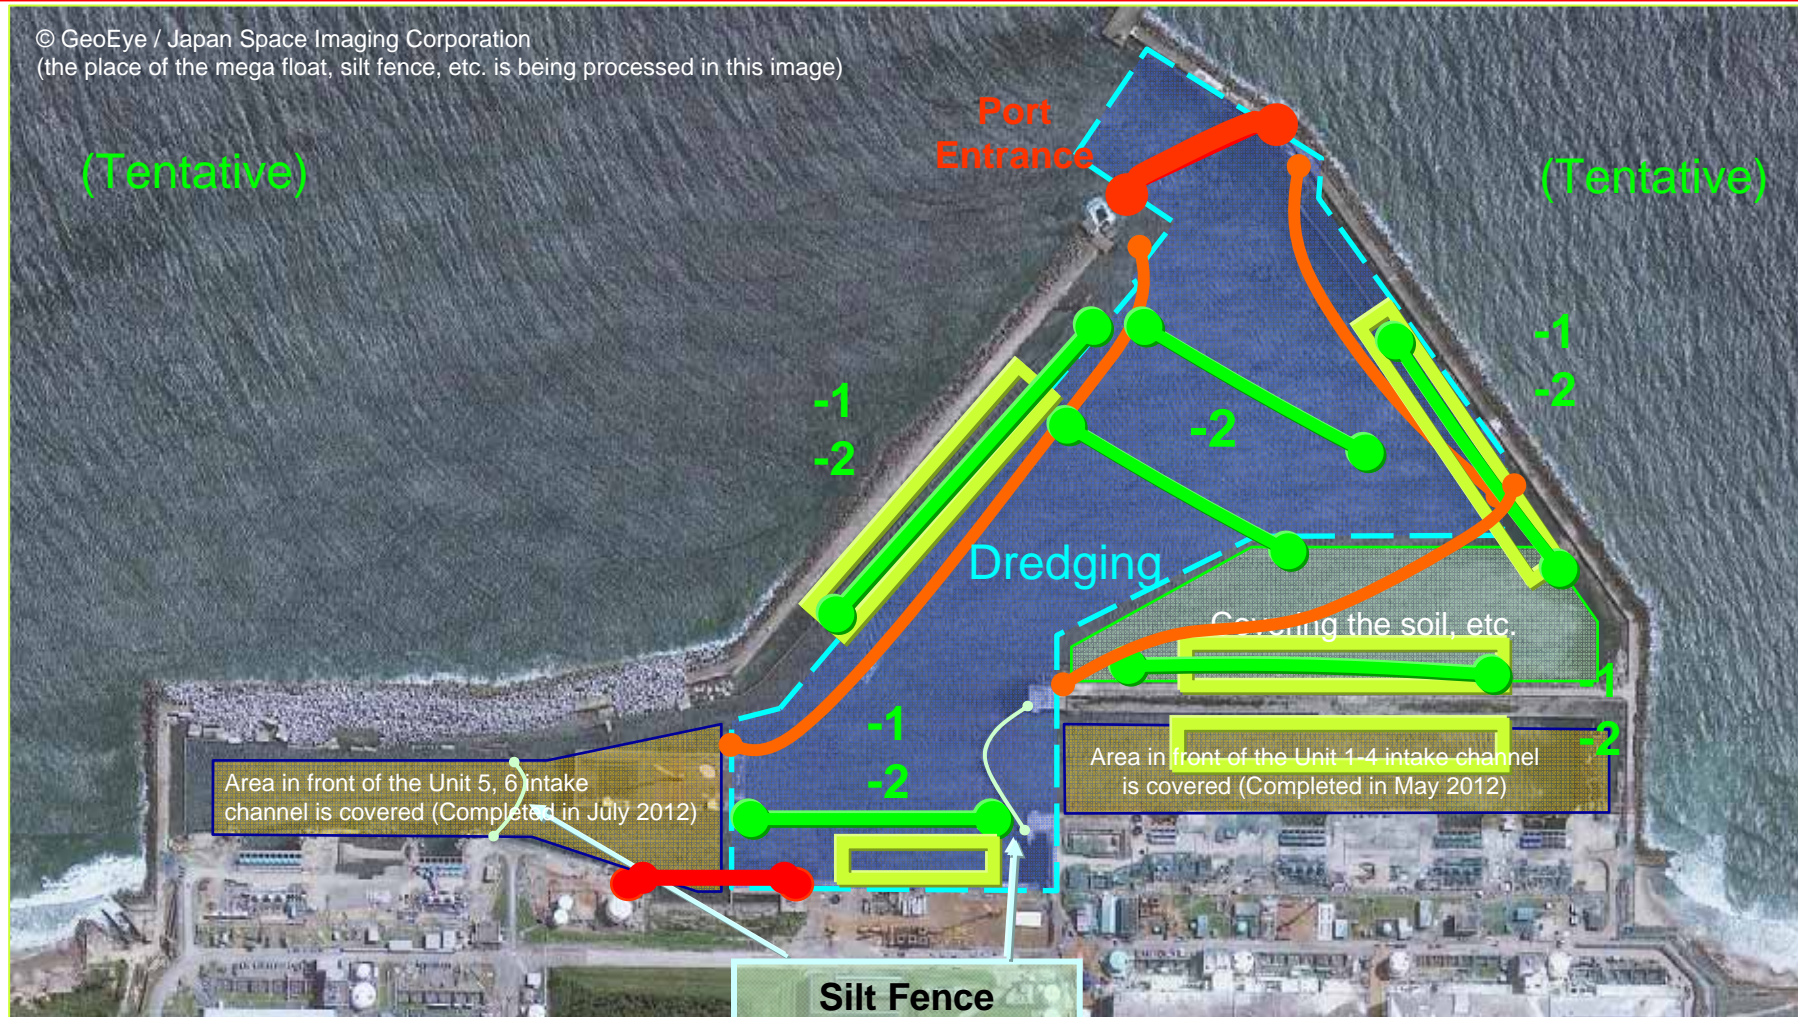 © GeoEye / Japan Space Imaging Corporation
(the place of the mega float, silt fence, etc. is being processed in this image)
Port
Entrance
(Tentative)
(Tentative)
-1
-2
-1
-2
-2
Dredging
Covering the soil, etc.
-1
-2
-1
-2
Area in front of the Unit 5, 6 intake
channel is covered (Completed in July 2012)
Area in front of the Unit 1-4 intake channel
is covered (Completed in May 2012)
Silt Fence